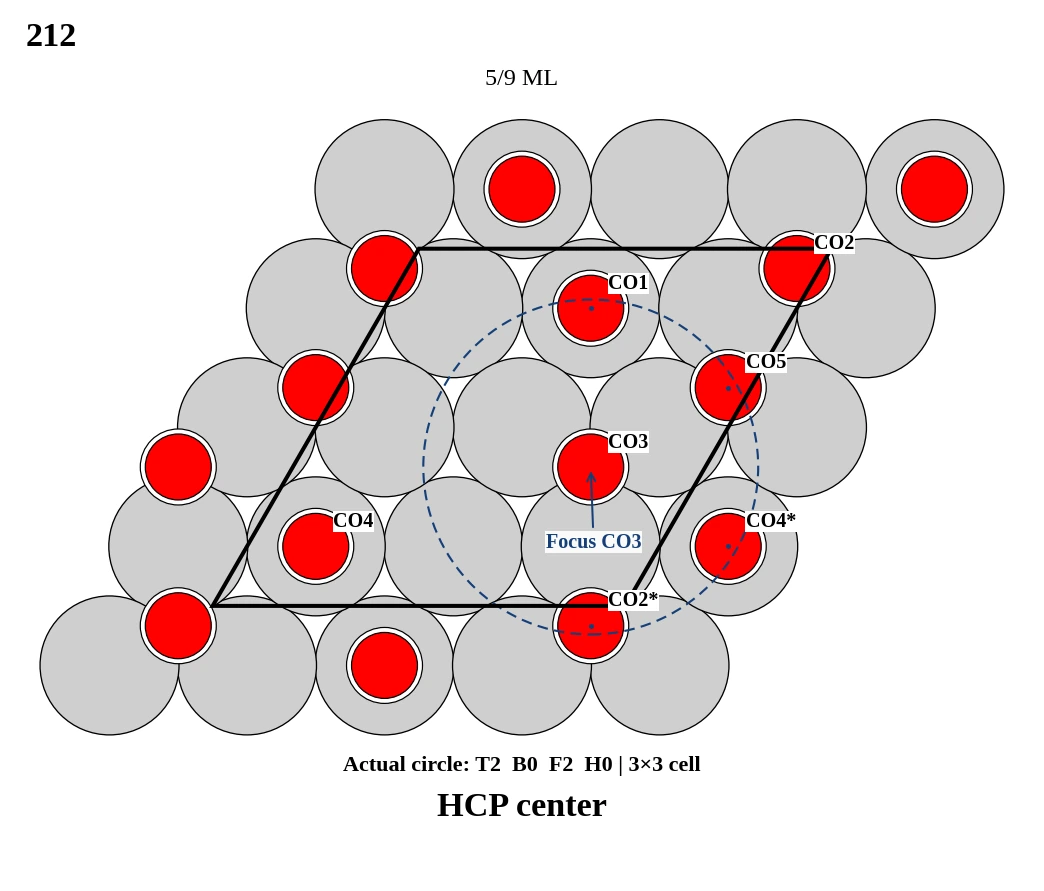 212
5/9 ML
CO2
CO1
CO5
CO3
CO4
CO4*
Focus CO3
CO2*
Actual circle: T2 B0 F2 H0 | 3×3 cell
HCP center